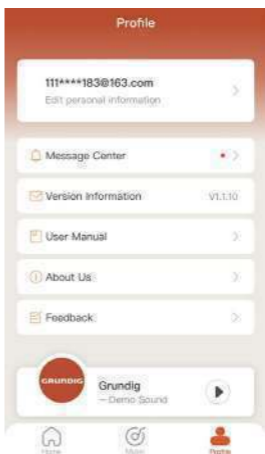 Profile
111****183@163.com
Edit personal information
Message Center
Version Information V1.1.10
User Manual
About Us
Feedback
GRUNDIG
Grundig
— Demo Sound
Home Music Profile